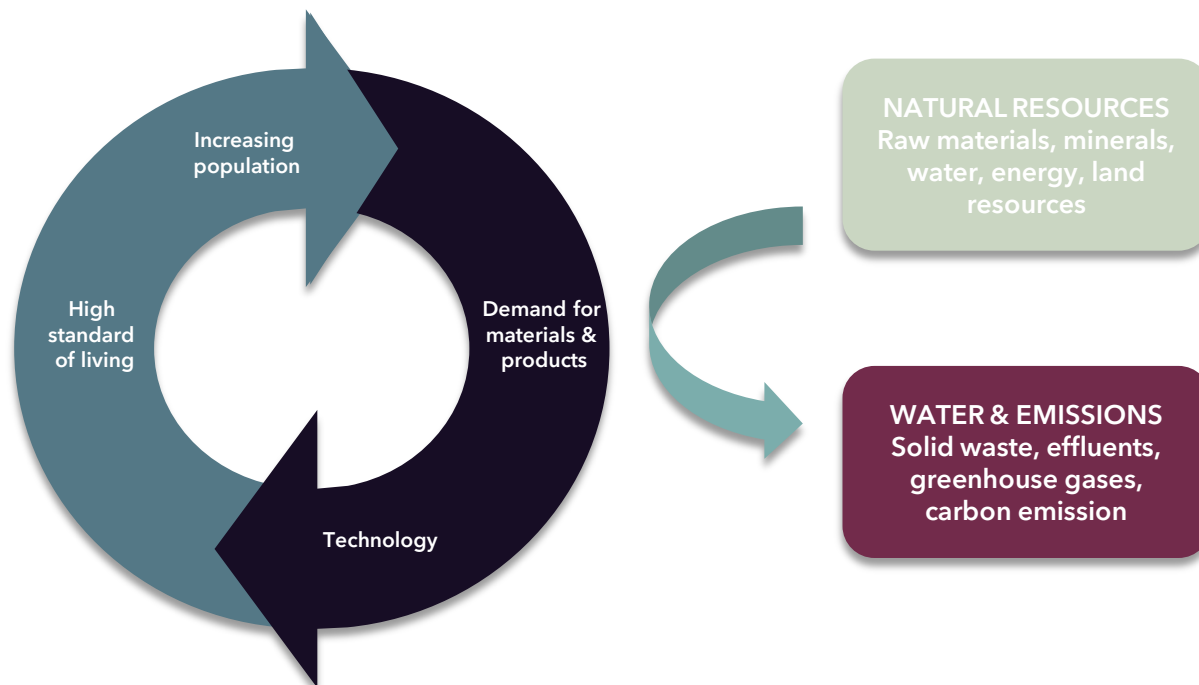 Increasing
population
High
standard
of living
Demand for
materials &
products
Technology
NATURAL RESOURCES
Raw materials, minerals,
water, energy, land
resources
WATER & EMISSIONS
Solid waste, effluents,
greenhouse gases,
carbon emission